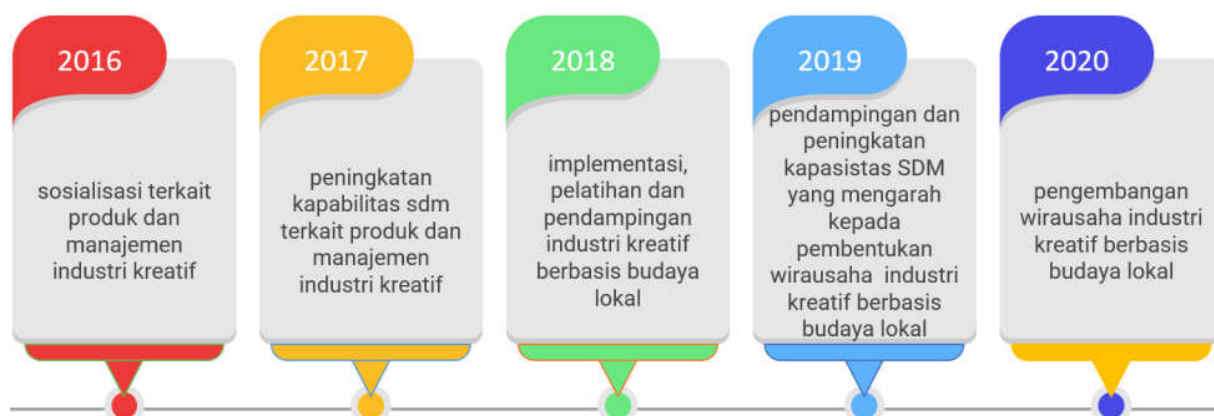 2016
sosialisasi terkait
produk dan
manajemen
industri kreatif
2017
peningkatan
kapabilitas sdm
terkait produk dan
manajemen
industri kreatif
2018
implementasi,
pelatihan dan
pendampingan
industri kreatif
berbasis budaya
lokal
2019
pendampingan dan
peningkatan
kapasistas SDM
yang mengarah
kepada
pembentukan
wirausaha industri
kreatif berbasis
budaya lokal
2020
pengembangan
wirausaha industri
kreatif berbasis
budaya lokal